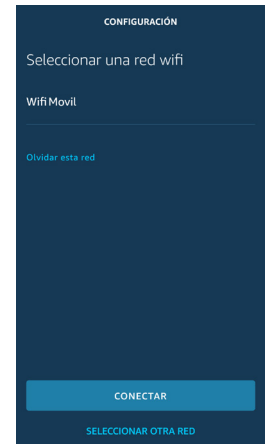 CONFIGURACIÓN
Seleccionar una red wifi
Wifi Movil
Olvidar esta red
CONECTAR
SELECCIONAR OTRA RED